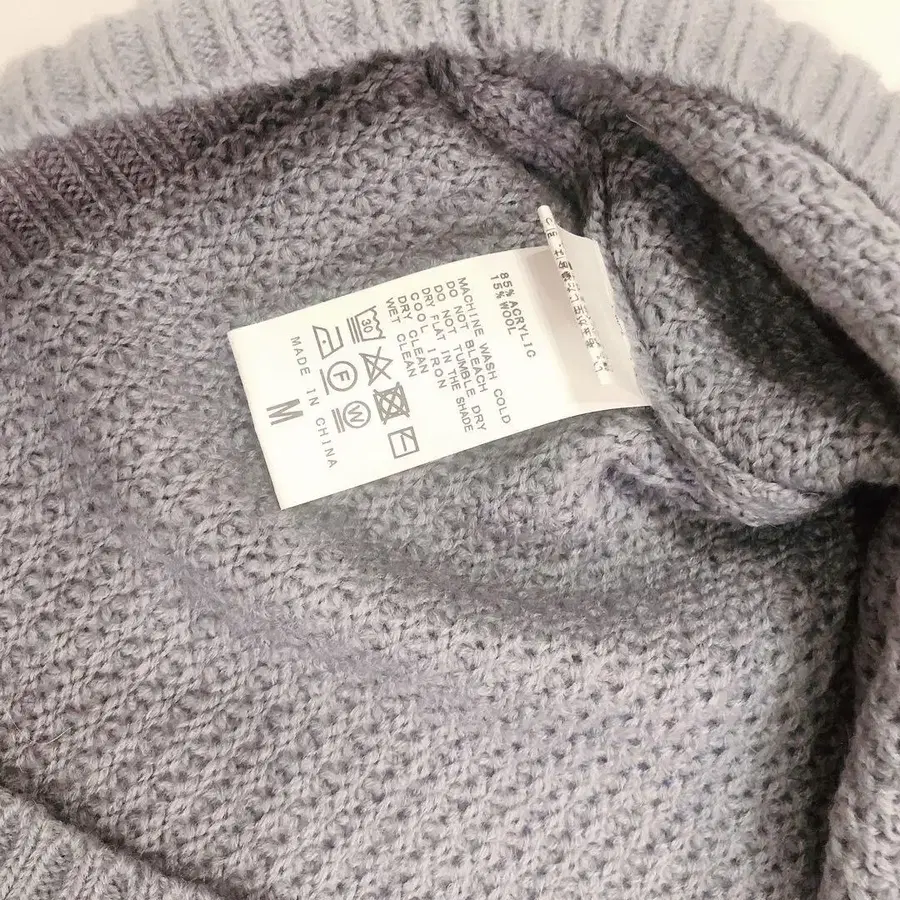 85% ACRYLIC
15% WOOL
MACHINE WASH COLD
DO NOT BLEACH
DO NOT TUMBLE DRY
DRY FLAT IN THE SHADE
COOL IRON
DRY CLEAN
WET CLEAN
30
F
W
MADE IN CHINA
M